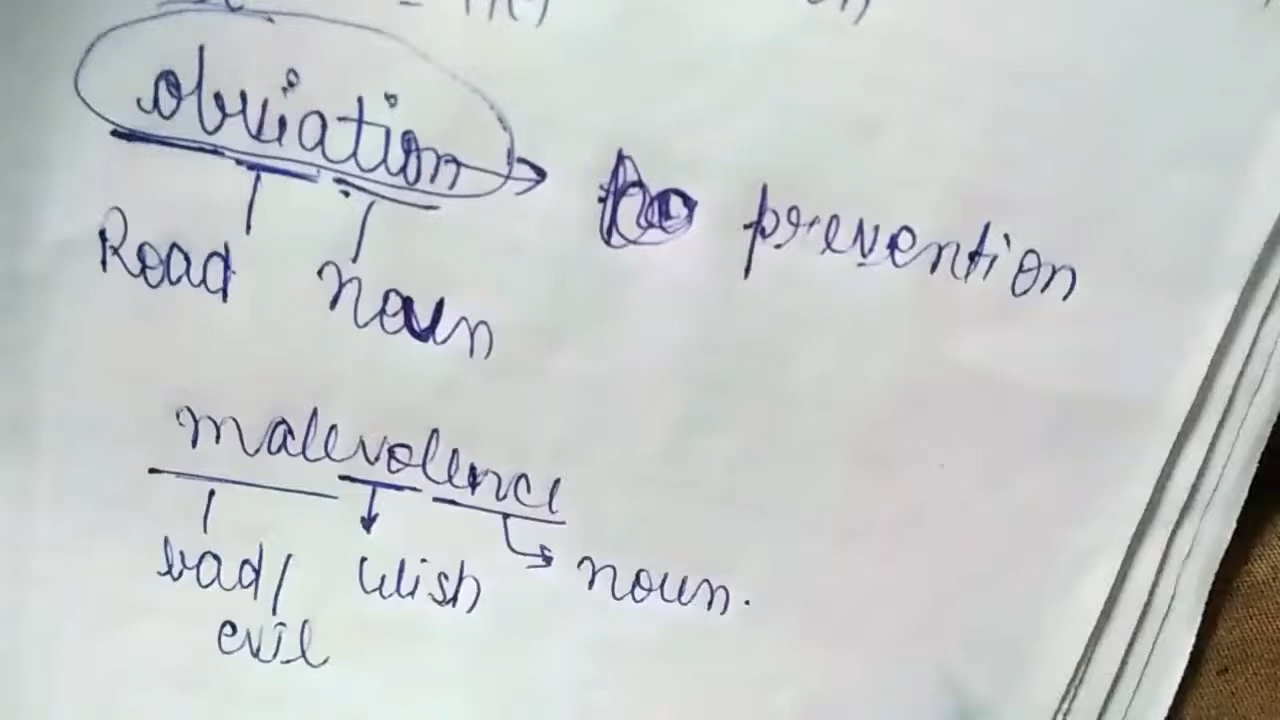 obviation → prevention
Road noun
malevolence
bad/ wish noun.
evil